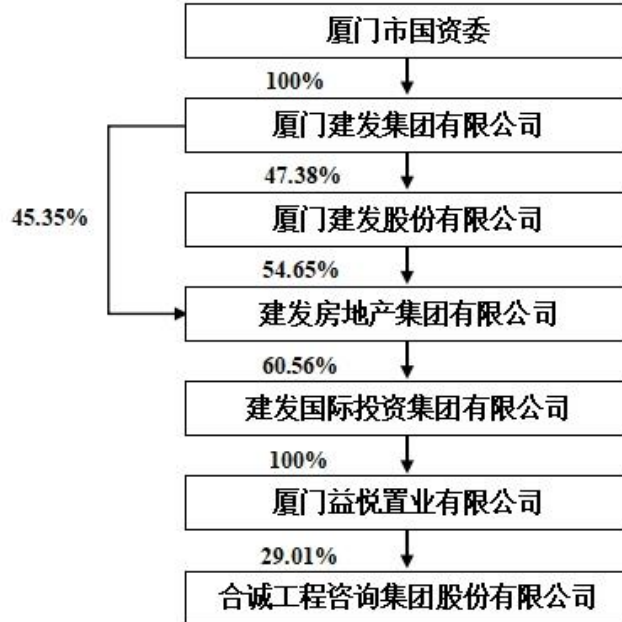 厦门市国资委
100%
厦门建发集团有限公司
47.38%
45.35%
厦门建发股份有限公司
54.65%
建发房地产集团有限公司
60.56%
建发国际投资集团有限公司
100%
厦门益悦置业有限公司
29.01%
合诚工程咨询集团股份有限公司